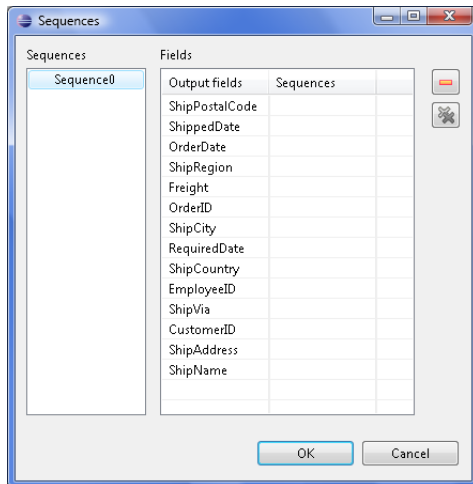 Sequences
Sequences
Fields
Sequence0
Output fields
Sequences
ShipPostalCode
ShippedDate
OrderDate
ShipRegion
Freight
OrderID
ShipCity
RequiredDate
ShipCountry
EmployeeID
ShipVia
CustomerID
ShipAddress
ShipName
OK
Cancel